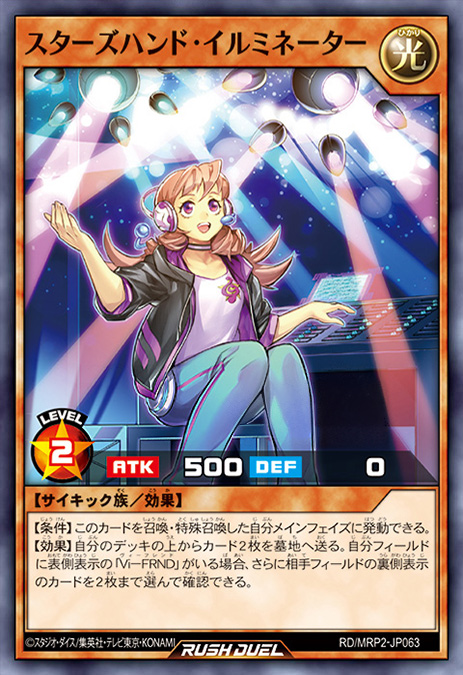 スターズハンド・イルミネーター
ひかり
光
LEVEL
2
ATK 500 DEF 0
【サイキック族/効果】
【条件】このカードを召喚・特殊召喚した自分メインフェイズに発動できる。
【効果】自分のデッキの上からカード2枚を墓地へ送る。自分フィールド
に表側表示の「Vi－FRND」がいる場合、さらに相手フィールドの裏側表示
のカードを2枚まで選んで確認できる。
©スタジオ・ダイス/集英社・テレビ東京・KONAMI
RUSH DUEL
RD/MRP2-JP063